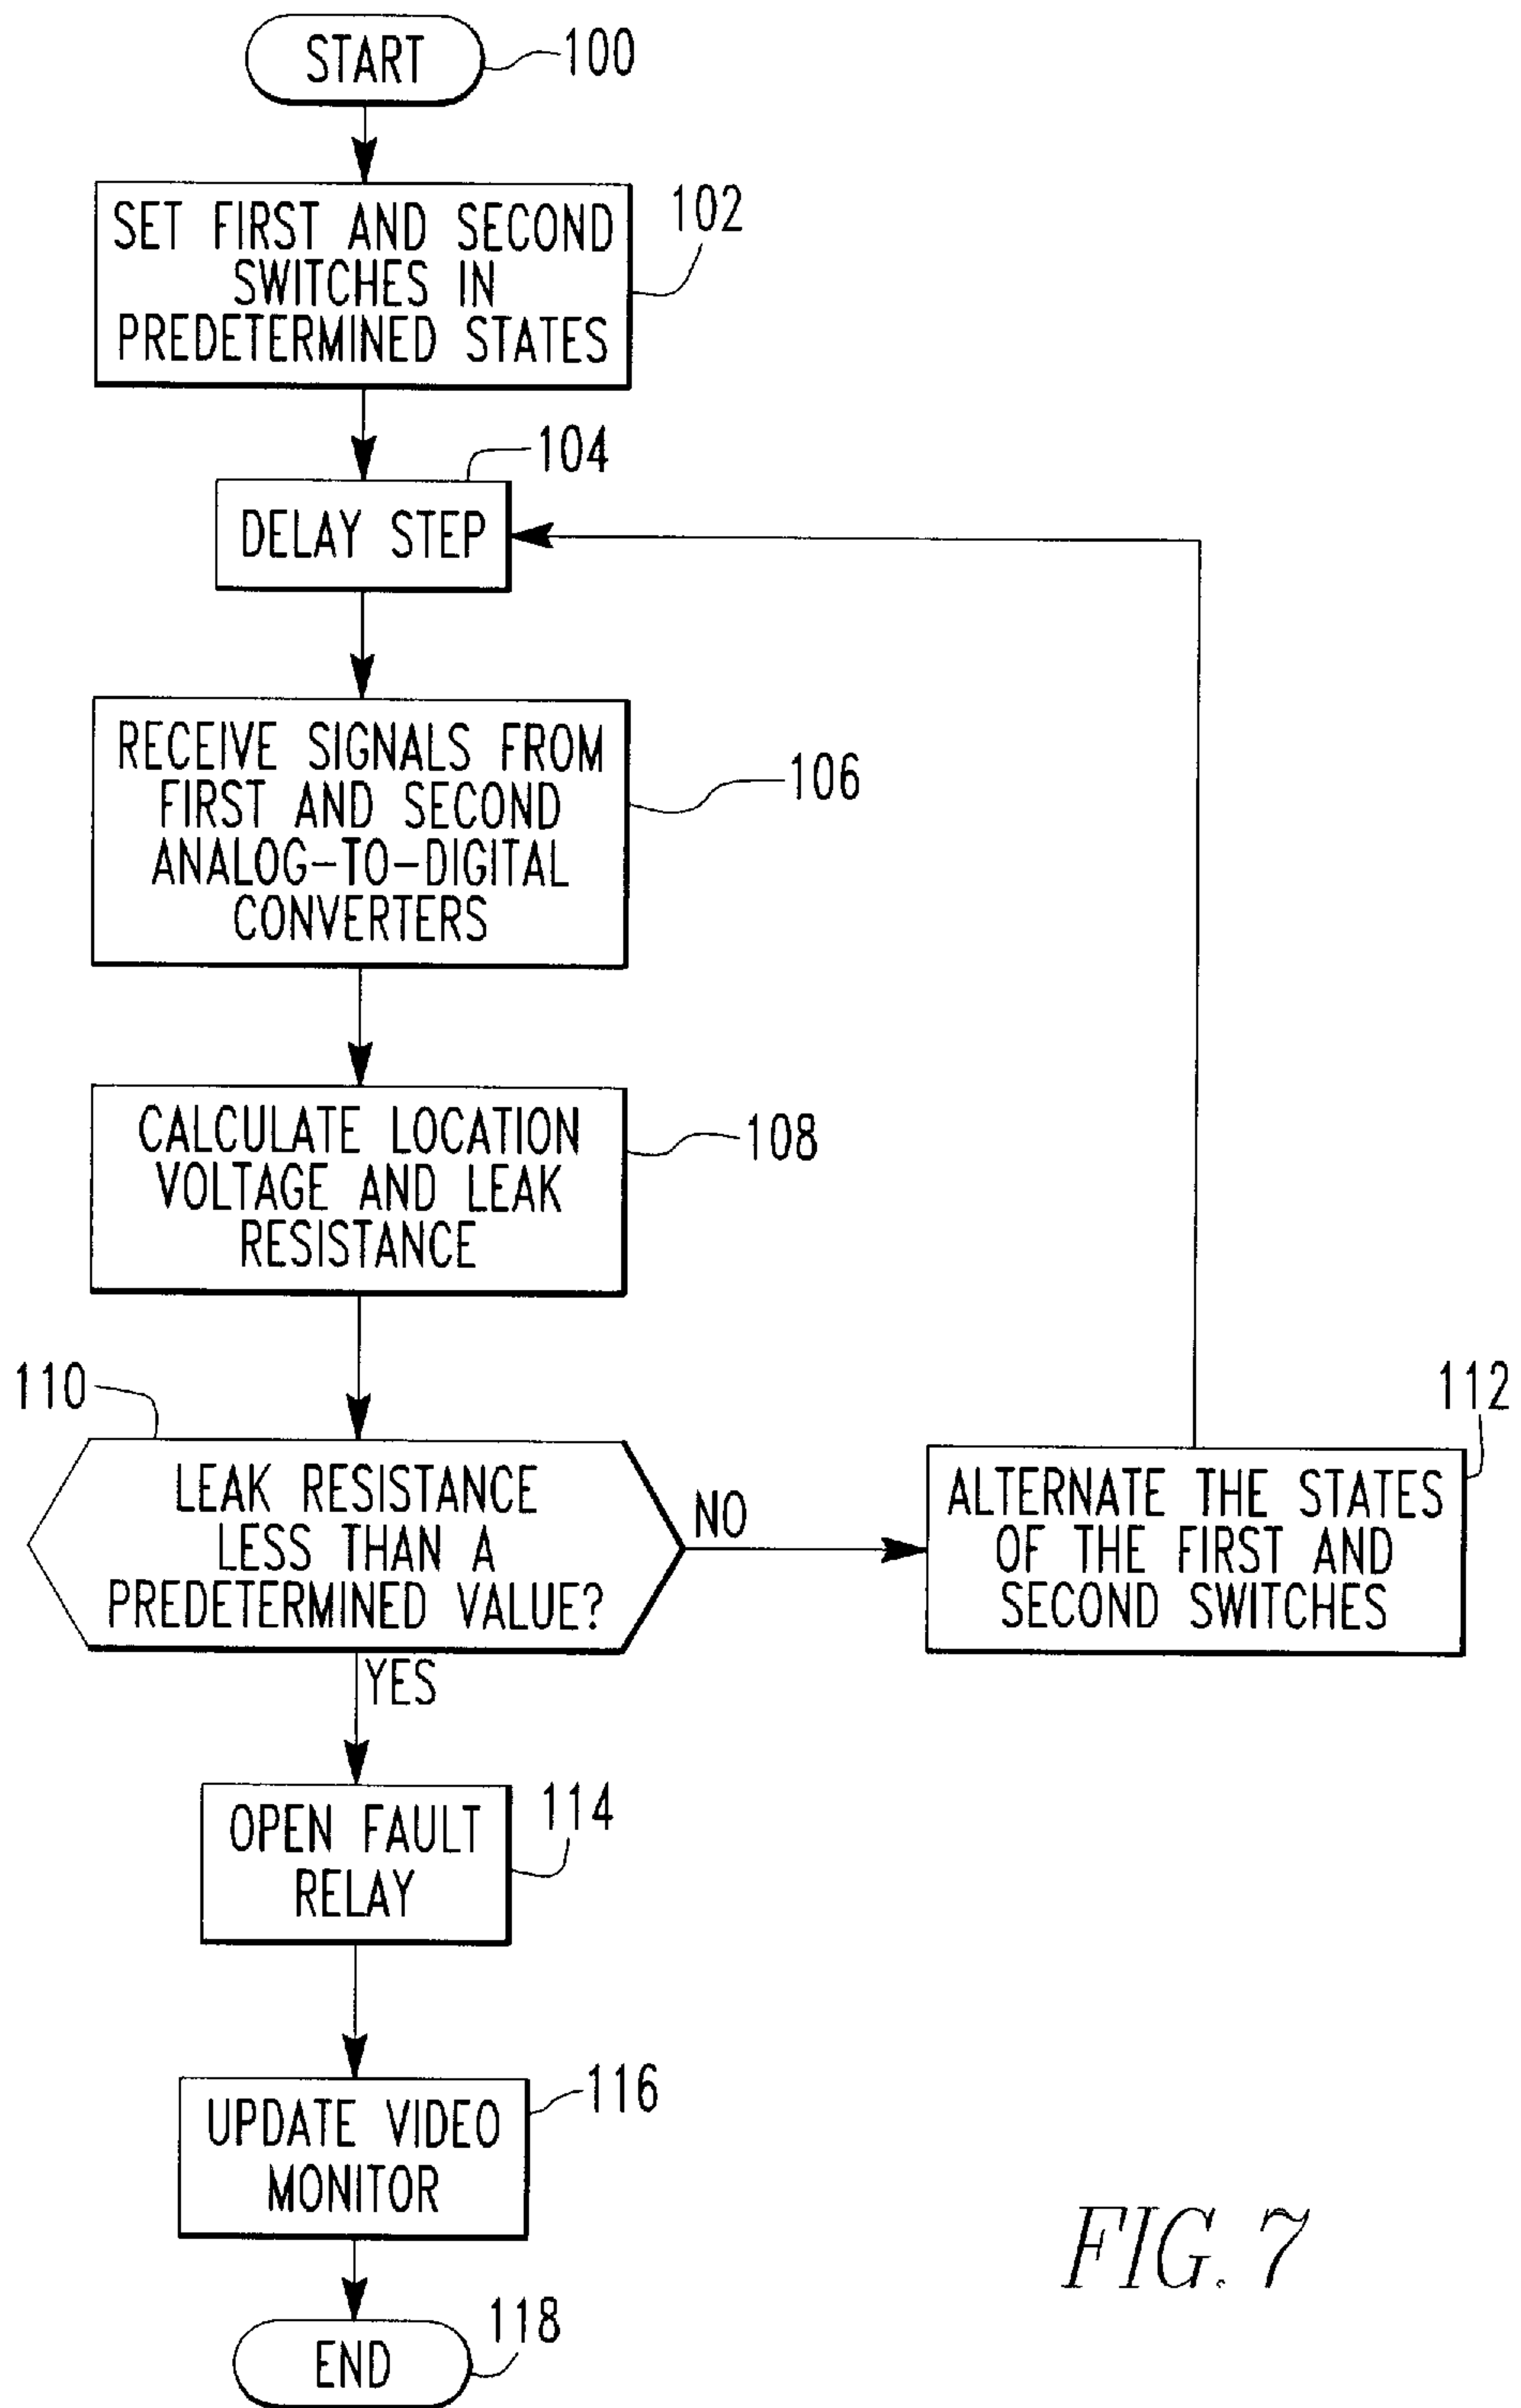 START
100
SET FIRST AND SECOND
SWITCHES IN
PREDETERMINED STATES
102
DELAY STEP
104
RECEIVE SIGNALS FROM
FIRST AND SECOND
ANALOG-TO-DIGITAL
CONVERTERS
106
CALCULATE LOCATION
VOLTAGE AND LEAK
RESISTANCE
108
110
LEAK RESISTANCE
LESS THAN A
PREDETERMINED VALUE?
NO
112
ALTERNATE THE STATES
OF THE FIRST AND
SECOND SWITCHES
YES
OPEN FAULT
RELAY
114
UPDATE VIDEO
MONITOR
116
END
118
FIG. 7